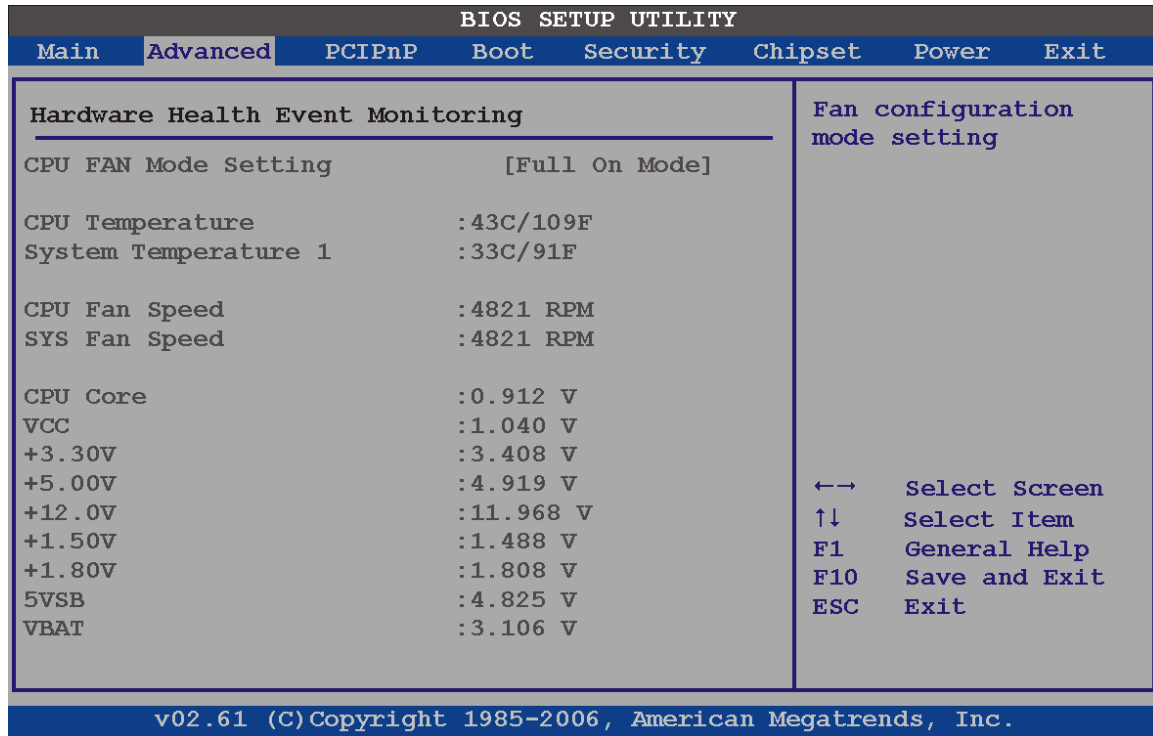 BIOS SETUP UTILITY
Main Advanced PCIPnP Boot Security Chipset Power Exit
Hardware Health Event Monitoring
CPU FAN Mode Setting [Full On Mode]
CPU Temperature :43C/109F
System Temperature 1 :33C/91F
CPU Fan Speed :4821 RPM
SYS Fan Speed :4821 RPM
CPU Core :0.912 V
VCC :1.040 V
+3.30V :3.408 V
+5.00V :4.919 V
+12.0V :11.968 V
+1.50V :1.488 V
+1.80V :1.808 V
5VSB :4.825 V
VBAT :3.106 V
Fan configuration
mode setting
←→ Select Screen
↑↓ Select Item
F1 General Help
F10 Save and Exit
ESC Exit
v02.61 (C)Copyright 1985-2006, American Megatrends, Inc.